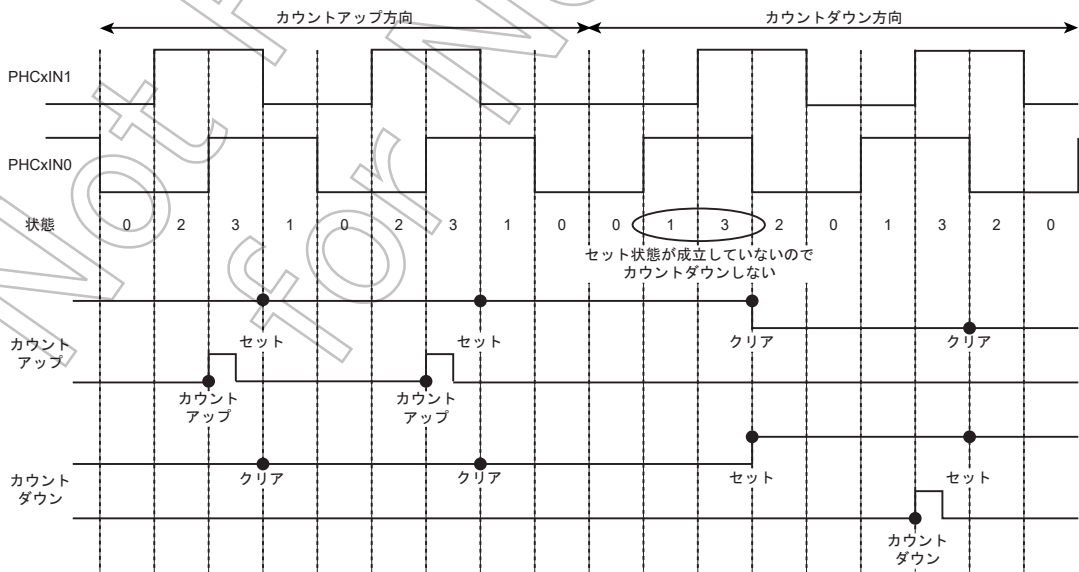 カウントアップ方向
カウントダウン方向
PHCxIN1
PHCxIN0
状態 0 2 3 1 0 2 3 1 0 0 1 3 2 0 1 3 2 0
セット状態が成立していないので
カウントダウンしない
カウント
アップ
セット
セット
クリア
クリア
カウント
アップ
カウント
アップ
カウント
ダウン
クリア
クリア
セット
セット
カウント
ダウン
Not
for